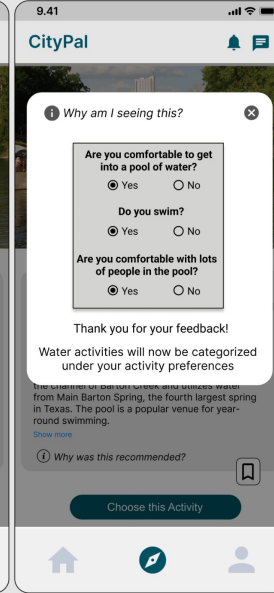 9.41
CityPal
Why am I seeing this?
Are you comfortable to get
into a pool of water?
Yes No
Do you swim?
Yes No
Are you comfortable with lots
of people in the pool?
Yes No
Thank you for your feedback!
Water activities will now be categorized
under your activity preferences
the channel of Barton Creek and utilizes water
from Main Barton Spring, the fourth largest spring
in Texas. The pool is a popular venue for year-
round swimming.
Show more
Why was this recommended?
Choose this Activity